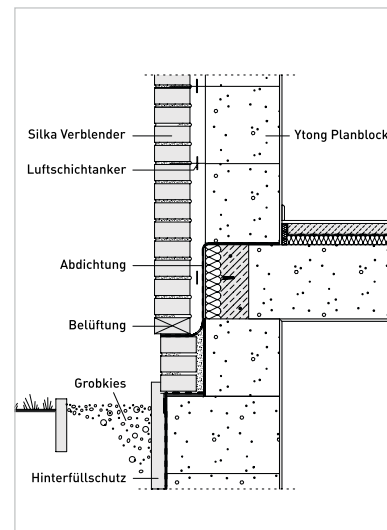 Silka Verblender
Ytong Planblock
Luftschichtanker
Abdichtung
Belüftung
Grobkies
Hinterfüllschutz